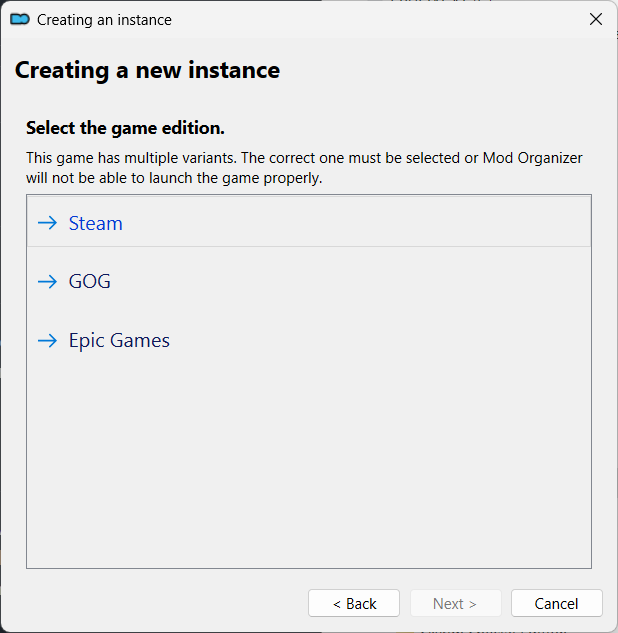 Creating an instance
Creating a new instance
Select the game edition.
This game has multiple variants. The correct one must be selected or Mod Organizer
will not be able to launch the game properly.
Steam
GOG
Epic Games
< Back
Next >
Cancel